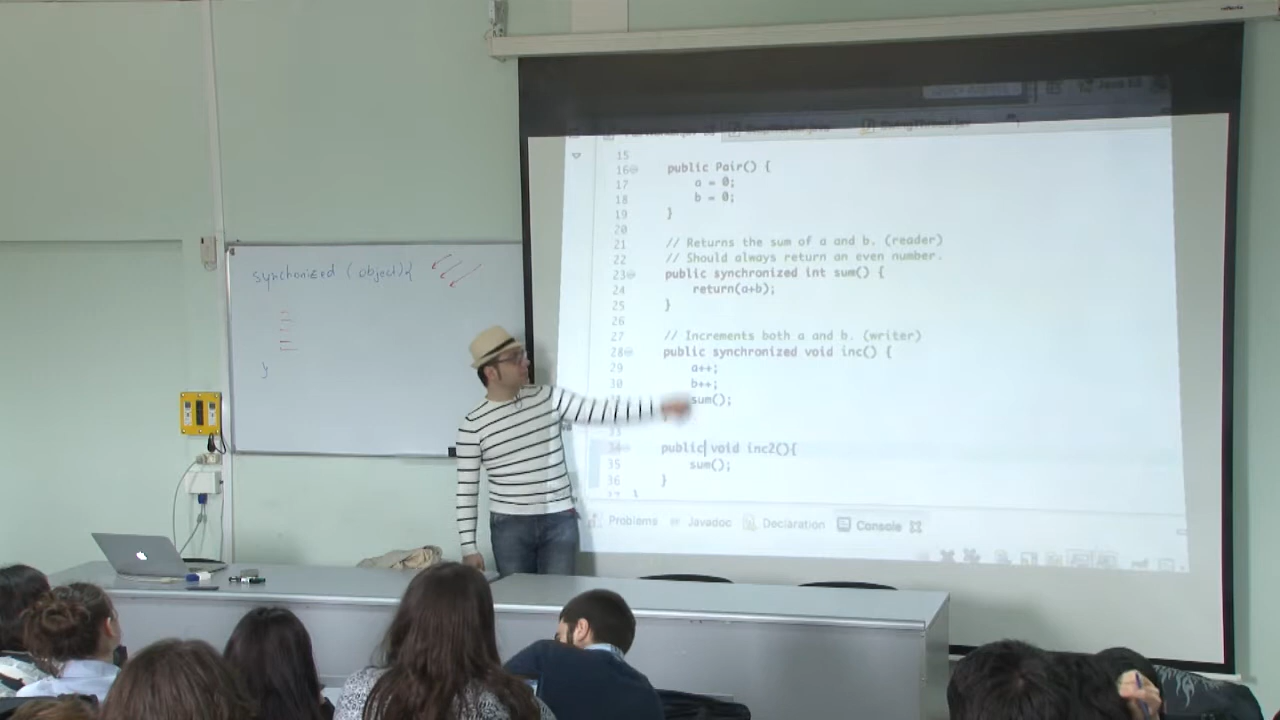 synchonized (object){
y
15
16 public Pair() {
17 a = 0;
18 b = 0;
19 }
20
21 // Returns the sum of a and b. (reader)
22 // Should always return an even number.
23 public synchronized int sum() {
24 return(a+b);
25 }
26
27 // Increments both a and b. (writer)
28 public synchronized void inc() {
29 a++;
30 b++;
sum();
33
34 public void inc2(){
35 sum();
36 }
Problems Javadoc Declaration Console